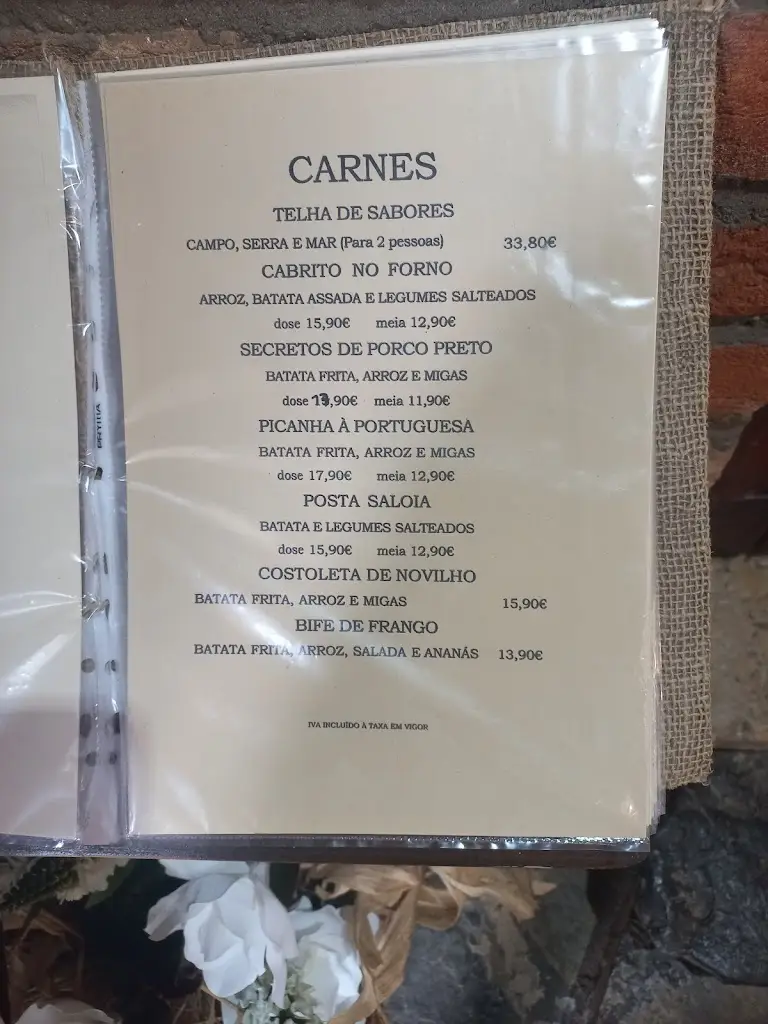 CARNES
TELHA DE SABORES
CAMPO, SERRA E MAR (Para 2 pessoas) 33,80€
CABRITO NO FORNO
ARROZ, BATATA ASSADA E LEGUMES SALTEADOS
dose 15,90€ meia 12,90€
SECRETOS DE PORCO PRETO
BATATA FRITA, ARROZ E MIGAS
dose 17,90€ meia 11,90€
PICANHA À PORTUGUESA
BATATA FRITA, ARROZ E MIGAS
dose 17,90€ meia 12,90€
POSTA SALOIA
BATATA E LEGUMES SALTEADOS
dose 15,90€ meia 12,90€
COSTOLETA DE NOVILHO
BATATA FRITA, ARROZ E MIGAS 15,90€
BIFE DE FRANGO
BATATA FRITA, ARROZ, SALADA E ANANÁS 13,90€
IVA INCLUÍDO À TAXA EM VIGOR